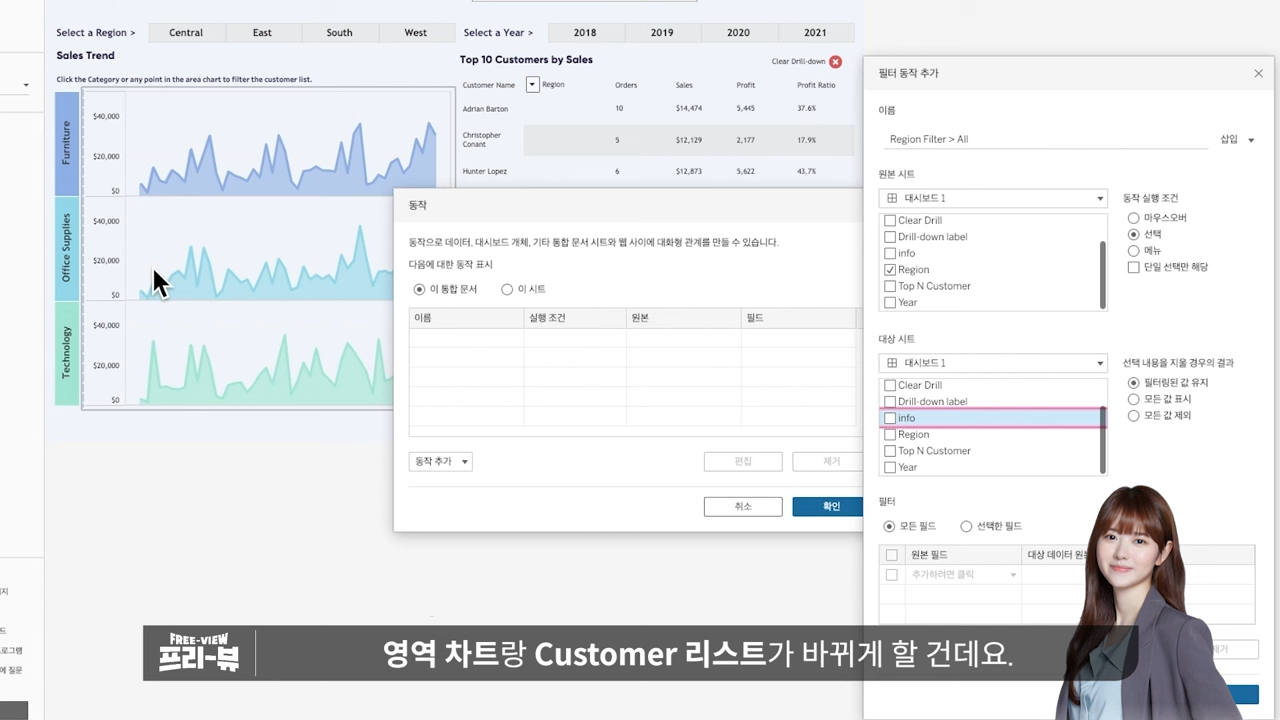 Select a Region > Central East South West Select a Year > 2018 2019 2020 2021
Sales Trend
Click the Category or any point in the area chart to filter the customer list.
Furniture
$40,000
$20,000
$0
Office Supplies
$40,000
$20,000
$0
Technology
$40,000
$20,000
$0
Top 10 Customers by Sales
Clear Drill-down
Customer Name Region Orders Sales Profit Profit Ratio
Adrian Barton 10 $14,474 5,445 37.6%
Christopher Conant 5 $12,129 2,177 17.9%
Hunter Lopez 6 $12,873 5,622 43.7%
동작
동작으로 데이터, 대시보드 개체, 기타 통합 문서 시트와 웹 사이에 대화형 관계를 만들 수 있습니다.
다음에 대한 동작 표시
이 통합 문서 이 시트
이름 실행 조건 원본 필드
동작 추가 편집 제거
취소 확인
필터 동작 추가
이름
Region Filter > All 삽입
원본 시트
대시보드 1
Clear Drill
Drill-down label
info
Region
Top N Customer
Year
동작 실행 조건
마우스오버
선택
메뉴
단일 선택만 해당
대상 시트
대시보드 1
Clear Drill
Drill-down label
info
Region
Top N Customer
Year
선택 내용을 지울 경우의 결과
필터링된 값 유지
모든 값 표시
모든 값 제외
필터
모든 필드 선택한 필드
원본 필드 대상 데이터 원본
추가하려면 클릭
제거
FREE-VIEW
프리-뷰
영역 차트랑 Customer 리스트가 바뀌게 할 건데요.
에 질문